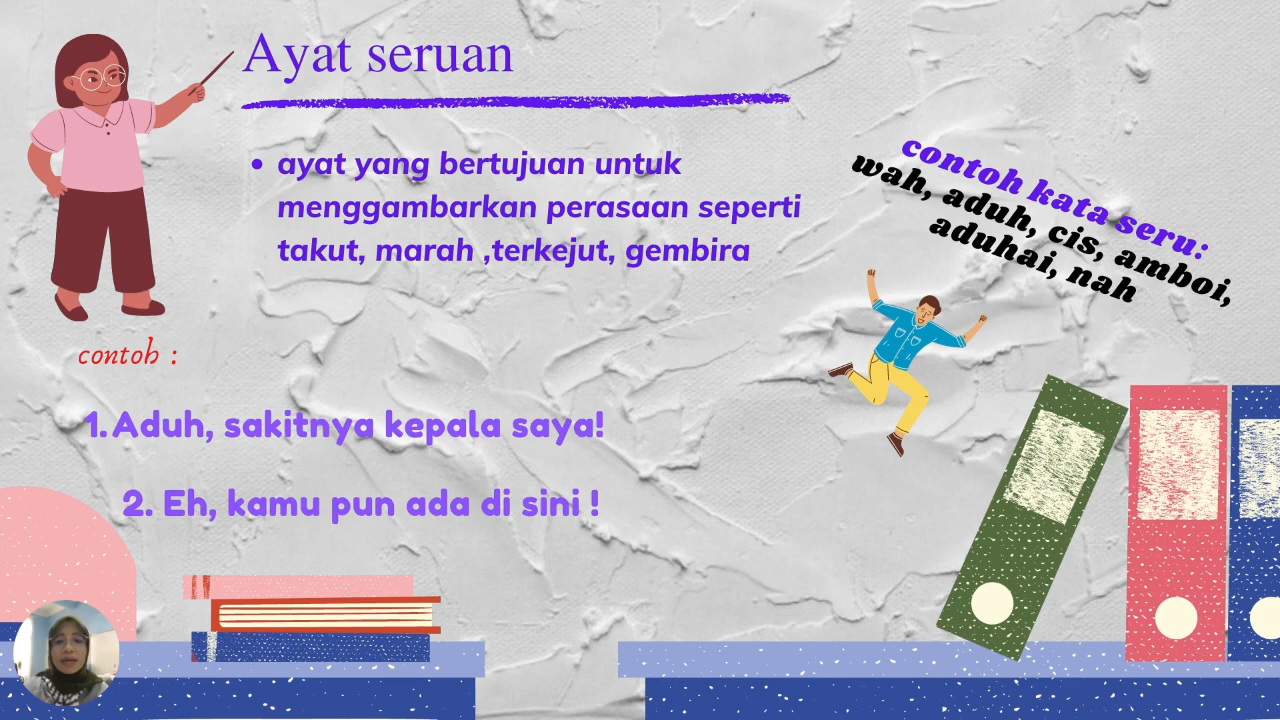 Ayat seruan
• ayat yang bertujuan untuk
menggambarkan perasaan seperti
takut, marah ,terkejut, gembira
contoh kata seru:
wah, aduh, cis, amboi,
aduhai, nah
contoh :
1. Aduh, sakitnya kepala saya!
2. Eh, kamu pun ada di sini !